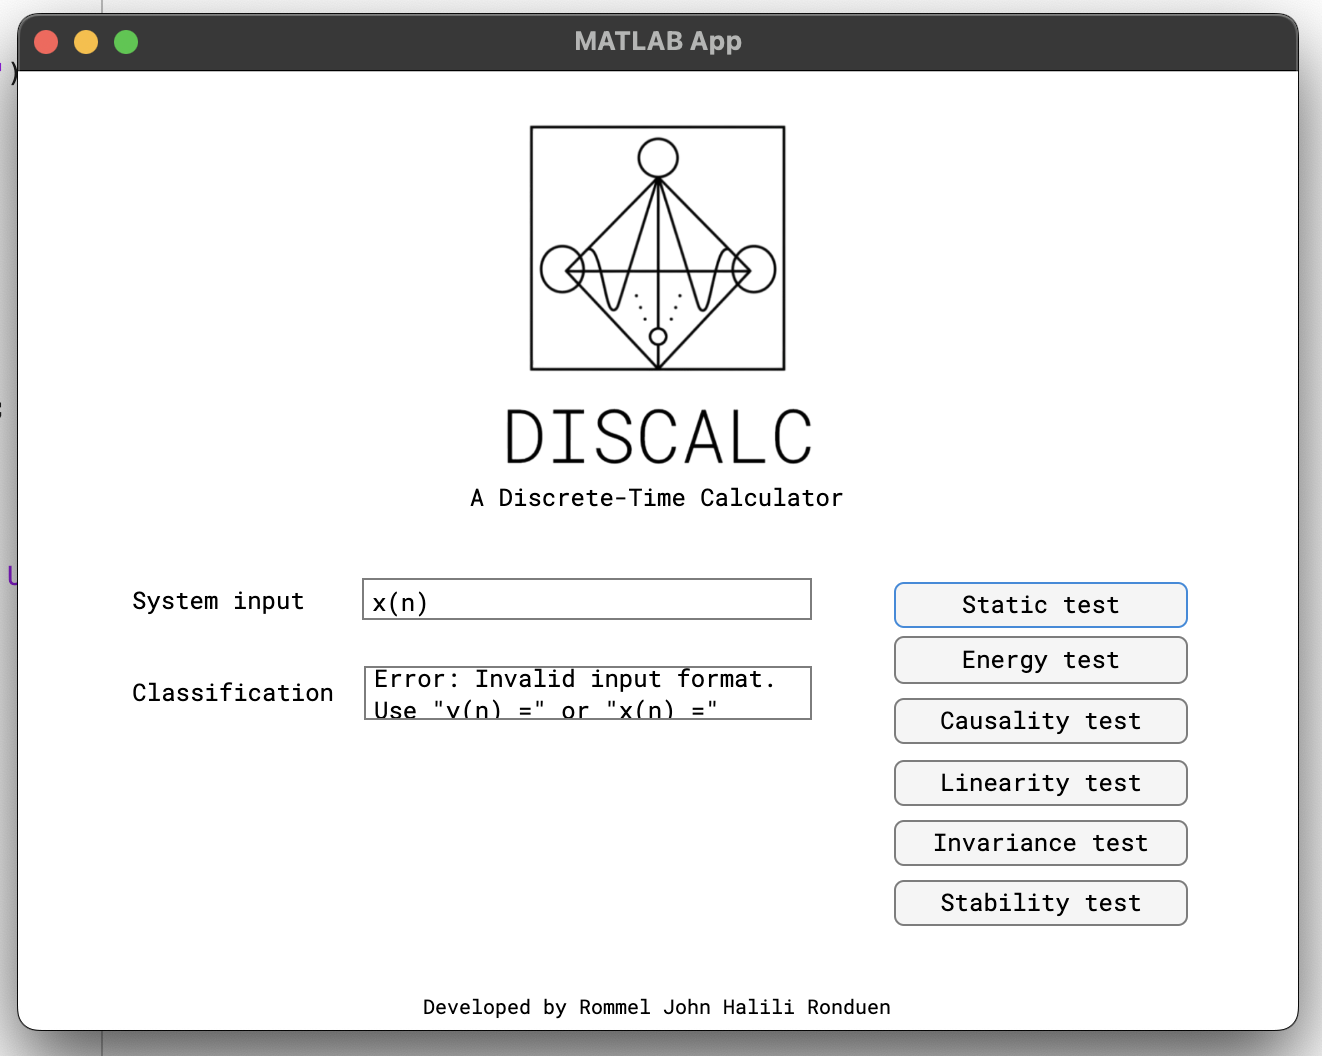 MATLAB App
DISCALC
A Discrete-Time Calculator
System input
x(n)
Classification
Error: Invalid input format.
Use "y(n) =" or "x(n) ="
Static test
Energy test
Causality test
Linearity test
Invariance test
Stability test
Developed by Rommel John Halili Ronduen